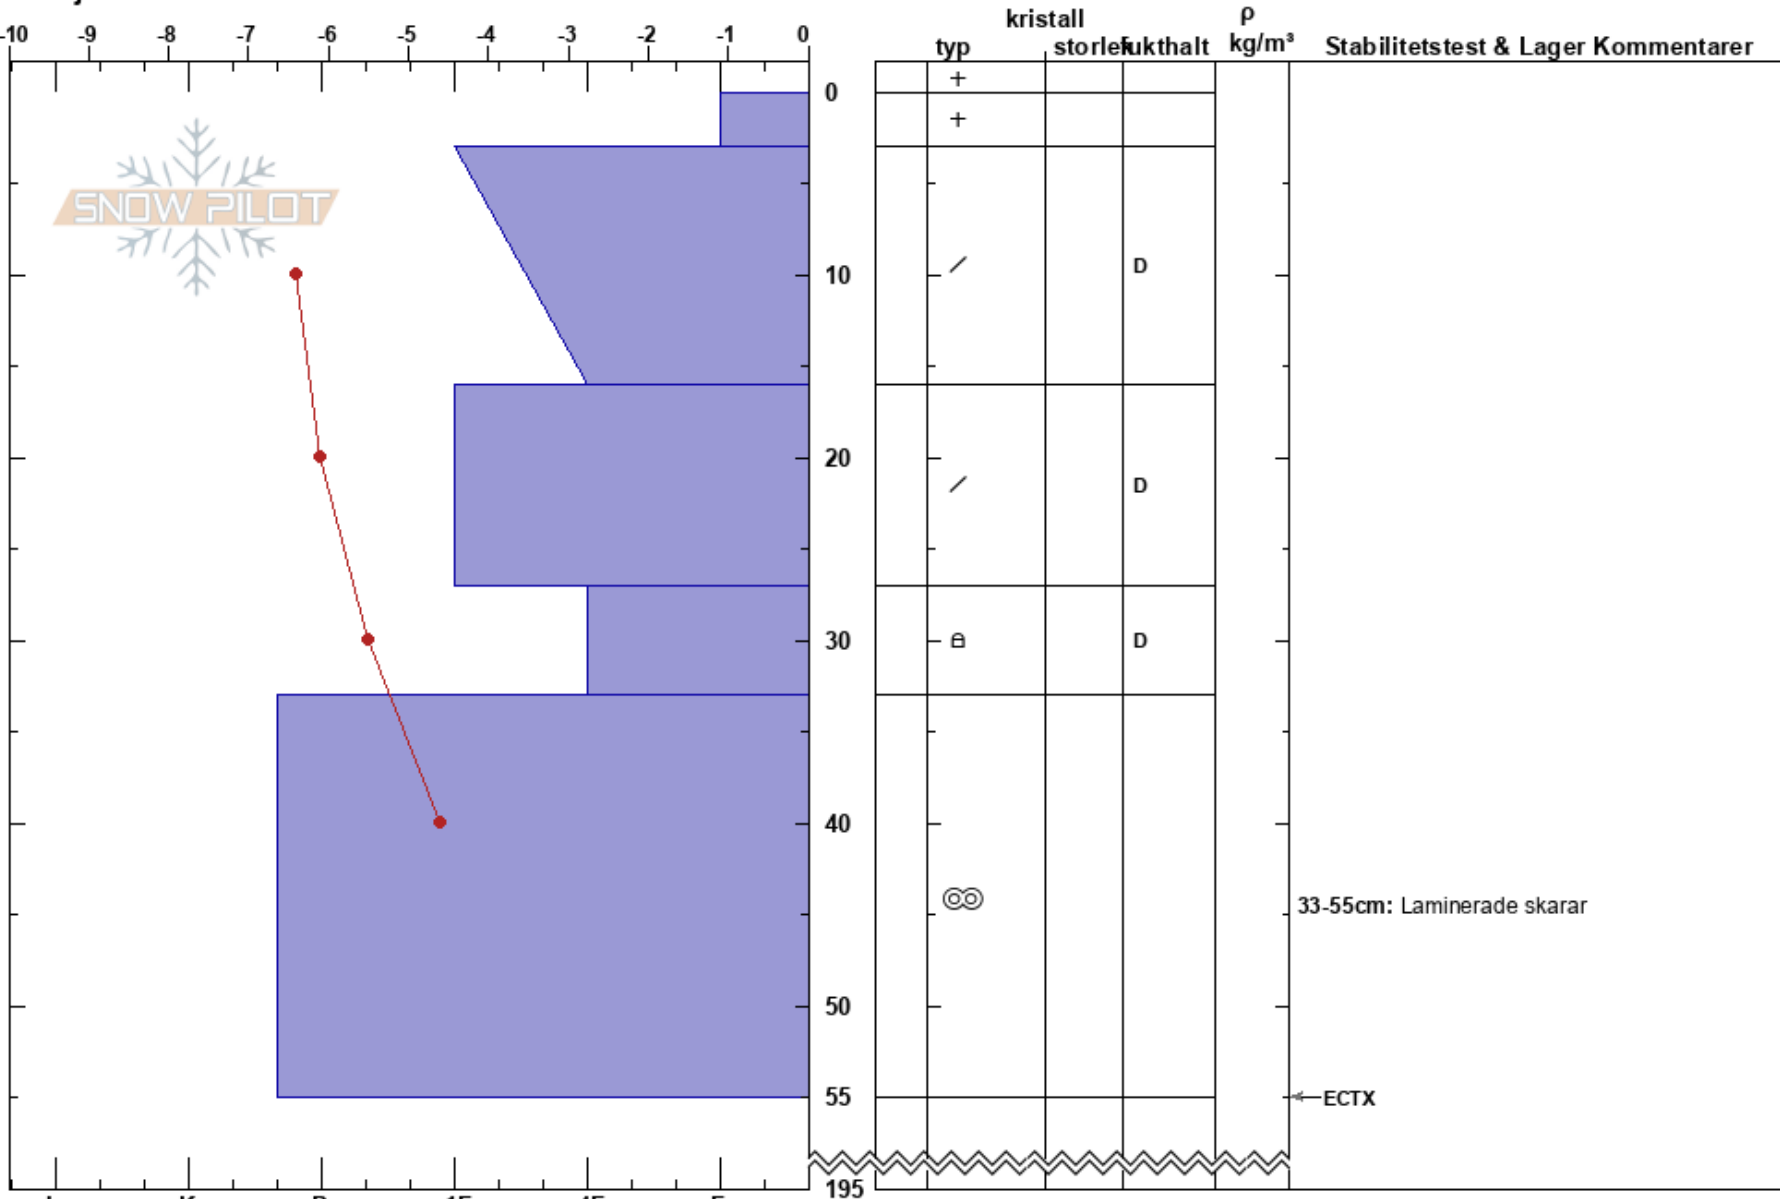 kristall ρ
-10 -9 -8 -7 -6 -5 -4 -3 -2 -1 0 typ storlek fukthalt kg/m³ Stabilitetstest & Lager Kommentarer
+
0
+
SNOW PILOT
10 D
20 D
30 D
40
33-55cm: Laminerade skarar
50
55 ECTX
195